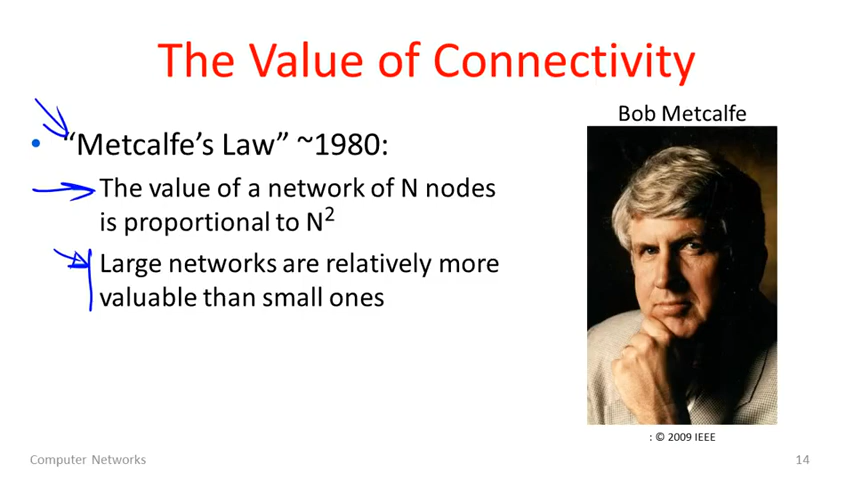 The Value of Connectivity
Bob Metcalfe
• "Metcalfe's Law" ~1980:
The value of a network of N nodes
is proportional to N²
Large networks are relatively more
valuable than small ones
: © 2009 IEEE
Computer Networks
14